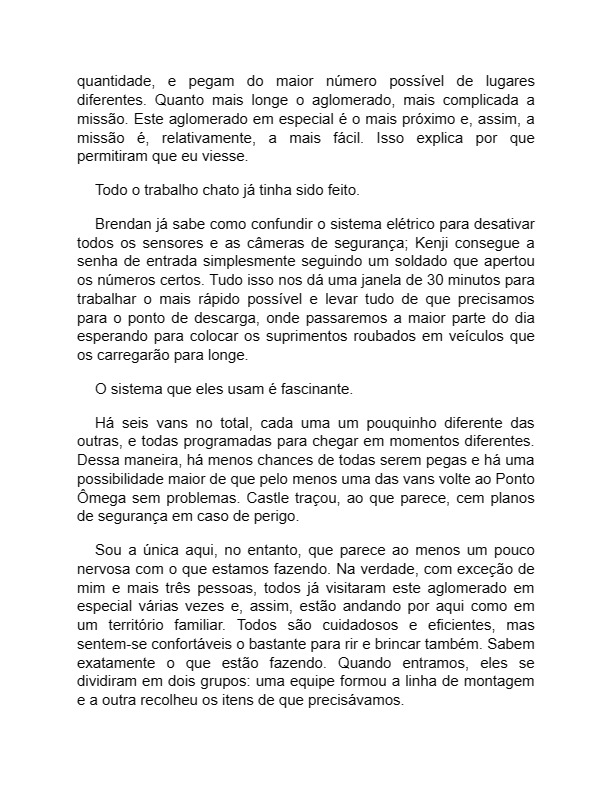 quantidade, e pegam do maior número possível de lugares
diferentes. Quanto mais longe o aglomerado, mais complicada a
missão. Este aglomerado em especial é o mais próximo e, assim, a
missão é, relativamente, a mais fácil. Isso explica por que
permitiram que eu viesse.
Todo o trabalho chato já tinha sido feito.
Brendan já sabe como confundir o sistema elétrico para desativar
todos os sensores e as câmeras de segurança; Kenji consegue a
senha de entrada simplesmente seguindo um soldado que apertou
os números certos. Tudo isso nos dá uma janela de 30 minutos para
trabalhar o mais rápido possível e levar tudo de que precisamos
para o ponto de descarga, onde passaremos a maior parte do dia
esperando para colocar os suprimentos roubados em veículos que
os carregarão para longe.
O sistema que eles usam é fascinante.
Há seis vans no total, cada uma um pouquinho diferente das
outras, e todas programadas para chegar em momentos diferentes.
Dessa maneira, há menos chances de todas serem pegas e há uma
possibilidade maior de que pelo menos uma das vans volte ao Ponto
Ômega sem problemas. Castle traçou, ao que parece, cem planos
de segurança em caso de perigo.
Sou a única aqui, no entanto, que parece ao menos um pouco
nervosa com o que estamos fazendo. Na verdade, com exceção de
mim e mais três pessoas, todos já visitaram este aglomerado em
especial várias vezes e, assim, estão andando por aqui como em
um território familiar. Todos são cuidadosos e eficientes, mas
sentem-se confortáveis o bastante para rir e brincar também. Sabem
exatamente o que estão fazendo. Quando entramos, eles se
dividiram em dois grupos: uma equipe formou a linha de montagem
e a outra recolheu os itens de que precisávamos.